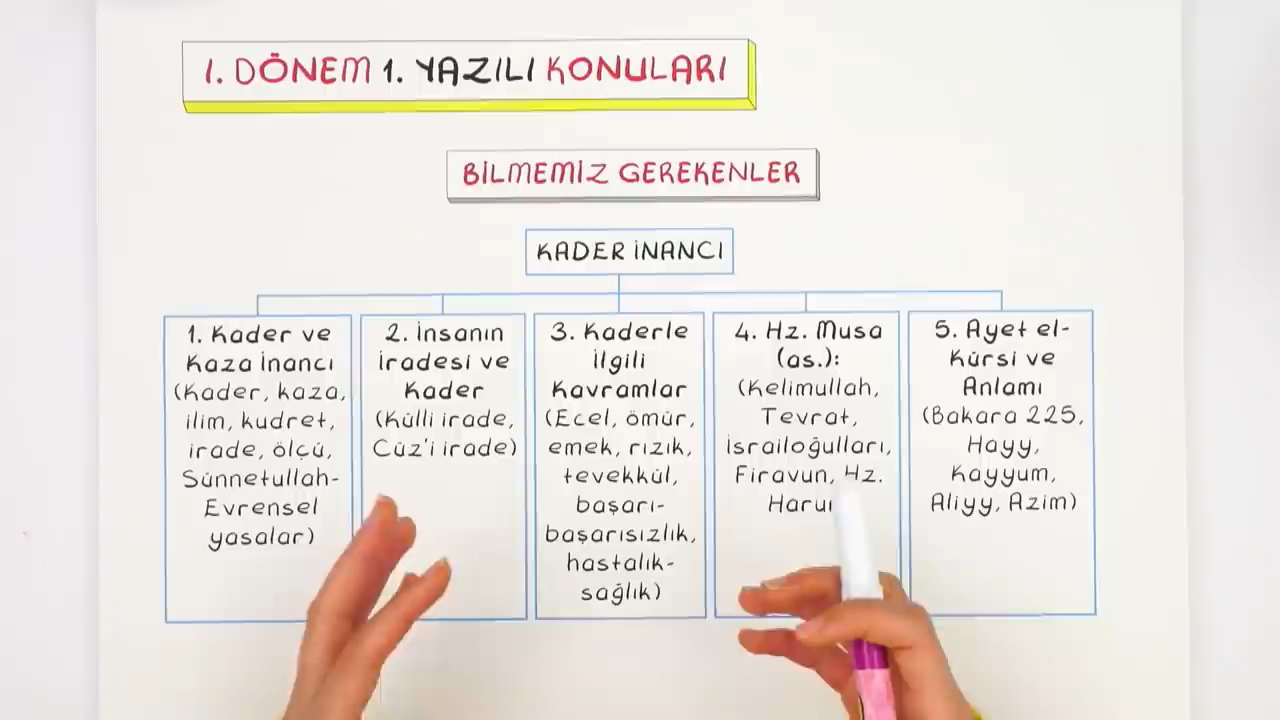 1. DÖNEM 1. YAZILI KONULARI
BİLMEMİZ GEREKENLER
KADER İNANCI
1. Kader ve
Kaza İnancı
(Kader, kaza,
ilim, kudret,
irade, ölçü,
Sünnetullah-
Evrensel
yasalar)
2. İnsanın
İradesi ve
Kader
(Külli irade,
Cüz'i irade)
3. Kaderle
İlgili
Kavramlar
(Ecel, ömür,
emek, rızık,
tevekkül,
başarı-
başarısızlık,
hastalık-
sağlık)
4. Hz. Musa
(as.):
(Kelimullah,
Tevrat,
İsrailoğulları,
Firavun, Hz.
5. Ayet el-
Kürsi ve
Anlamı
(Bakara 225,
Hayy,
Kayyum,
Aliyy, Azim)